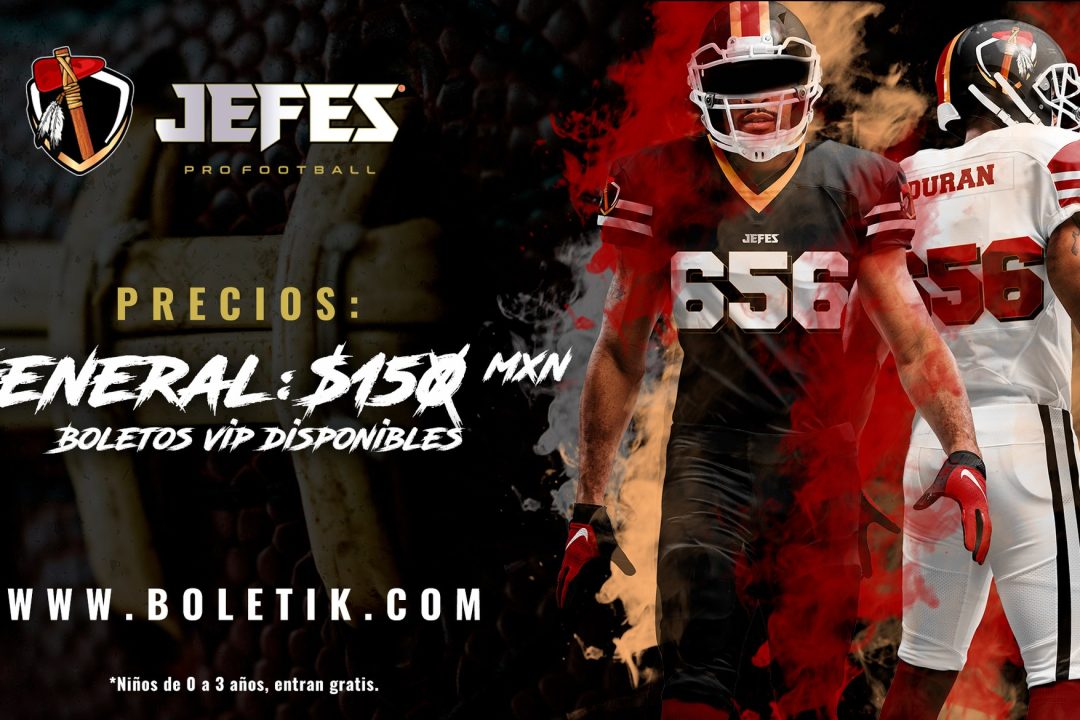 JEFES
PRO FOOTBALL
PRECIOS:
ENERAL: $150 MXN
BOLETOS VIP DISPONIBLES
WWW.BOLETIK.COM
*Niños de 0 a 3 años, entran gratis.
JEFES
656
DURAN
656